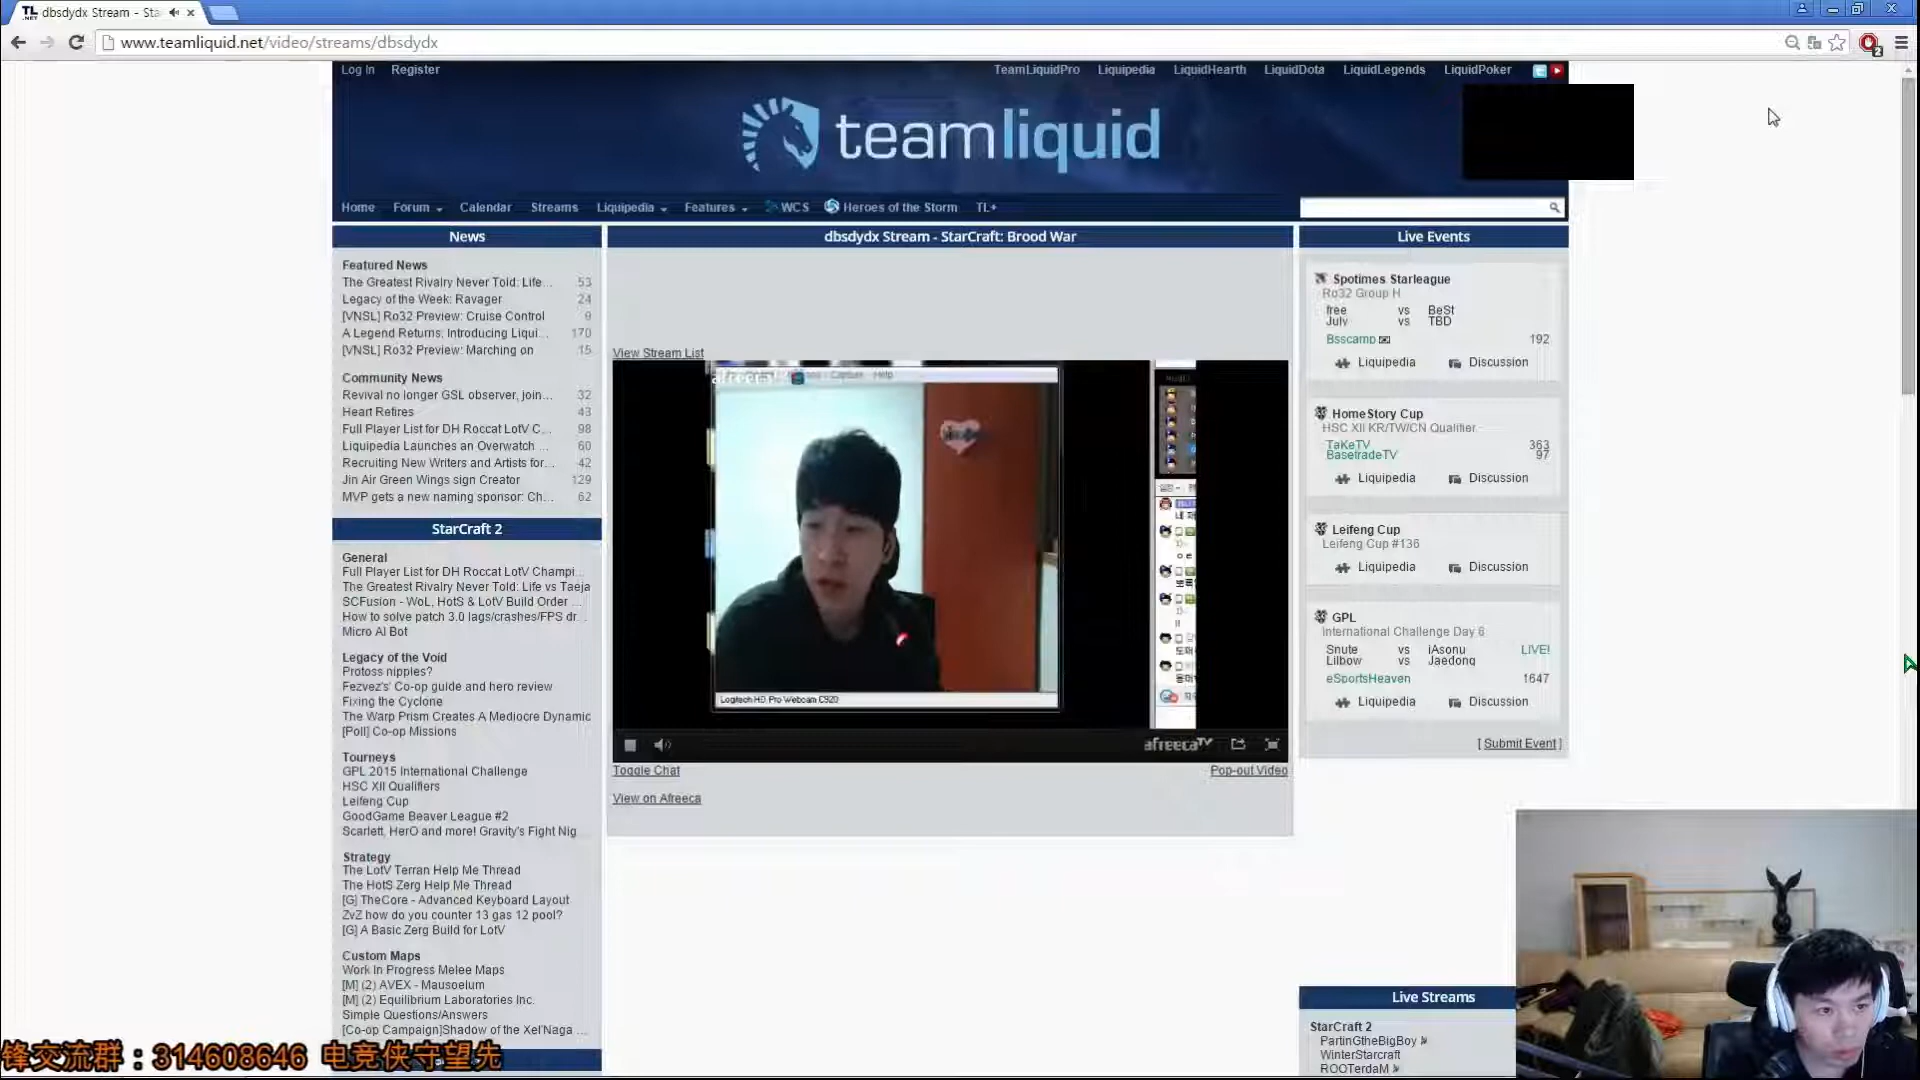 dbsdydx Stream - Sta
www.teamliquid.net/video/streams/dbsdydx
Log In Register
TeamLiquidPro Liquipedia LiquidHearth LiquidDota LiquidLegends LiquidPoker
teamliquid
Home Forum Calendar Streams Liquipedia Features WCS Heroes of the Storm TL+
News
Featured News
The Greatest Rivalry Never Told: Life... 53
Legacy of the Week: Ravager 24
[VNSL] Ro32 Preview: Cruise Control 9
A Legend Returns: Introducing Liqui... 170
[VNSL] Ro32 Preview: Marching on 15
Community News
Revival no longer GSL observer, join... 32
Heart Retires 43
Full Player List for DH Roccat LotV C... 98
Liquipedia Launches an Overwatch ... 60
Recruiting New Writers and Artists for... 42
Jin Air Green Wings sign Creator 129
MVP gets a new naming sponsor: Ch... 62
StarCraft 2
General
Full Player List for DH Roccat LotV Champi...
The Greatest Rivalry Never Told: Life vs Taeja
SCFusion - WoL, HotS & LotV Build Order ...
How to solve patch 3.0 lags/crashes/FPS dr...
Micro AI Bot
Legacy of the Void
Protoss nipples?
Fezvez's' Co-op guide and hero review
Fixing the Cyclone
The Warp Prism Creates A Mediocre Dynamic
[Poll] Co-op Missions
Tourneys
GPL 2015 International Challenge
HSC XII Qualifiers
Leifeng Cup
GoodGame Beaver League #2
Scarlett, HerO and more! Gravity's Fight Nig
Strategy
The LotV Terran Help Me Thread
The HotS Zerg Help Me Thread
[G] TheCore - Advanced Keyboard Layout
ZvZ how do you counter 13 gas 12 pool?
[G] A Basic Zerg Build for LotV
Custom Maps
Work In Progress Melee Maps
[M] (2) AVEX - Mausoelum
[M] (2) Equilibrium Laboratories Inc.
Simple Questions/Answers
[Co-op Campaign]Shadow of the Xel'Naga ...
dbsdydx Stream - StarCraft: Brood War
View Stream List
Capture Help
Logitech HD Pro Webcam C920
afreecaTV
Toggle Chat Pop-out Video
View on Afreeca
Live Events
Spotimes Starleague
Ro32 Group H
free vs BeSt
July vs TBD
Bsscamp 192
Liquipedia Discussion
HomeStory Cup
HSC XII KR/TW/CN Qualifier
TaKeTV 363
BasetradeTV 97
Liquipedia Discussion
Leifeng Cup
Leifeng Cup #136
Liquipedia Discussion
GPL
International Challenge Day 6
Snute vs iAsonu LIVE!
Lilbow vs Jaedong
eSportsHeaven 1647
Liquipedia Discussion
[ Submit Event ]
Live Streams
StarCraft 2
PartinGtheBigBoy
WinterStarcraft
ROOTerdaM
锋交流群：314608646 电竞侠守望先